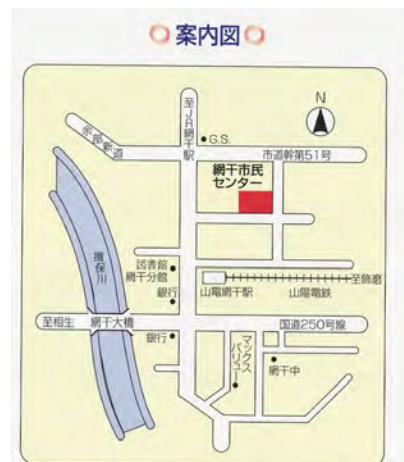 案内図
N
至JR網干駅
余部新道
G.S.
市道幹第51号
網干市民
センター
揖保川
図書館
網干分館
銀行
山電網干駅
山陽電鉄
至飾磨
至相生
網干大橋
国道250号線
銀行
マックス
バリュー
網干中